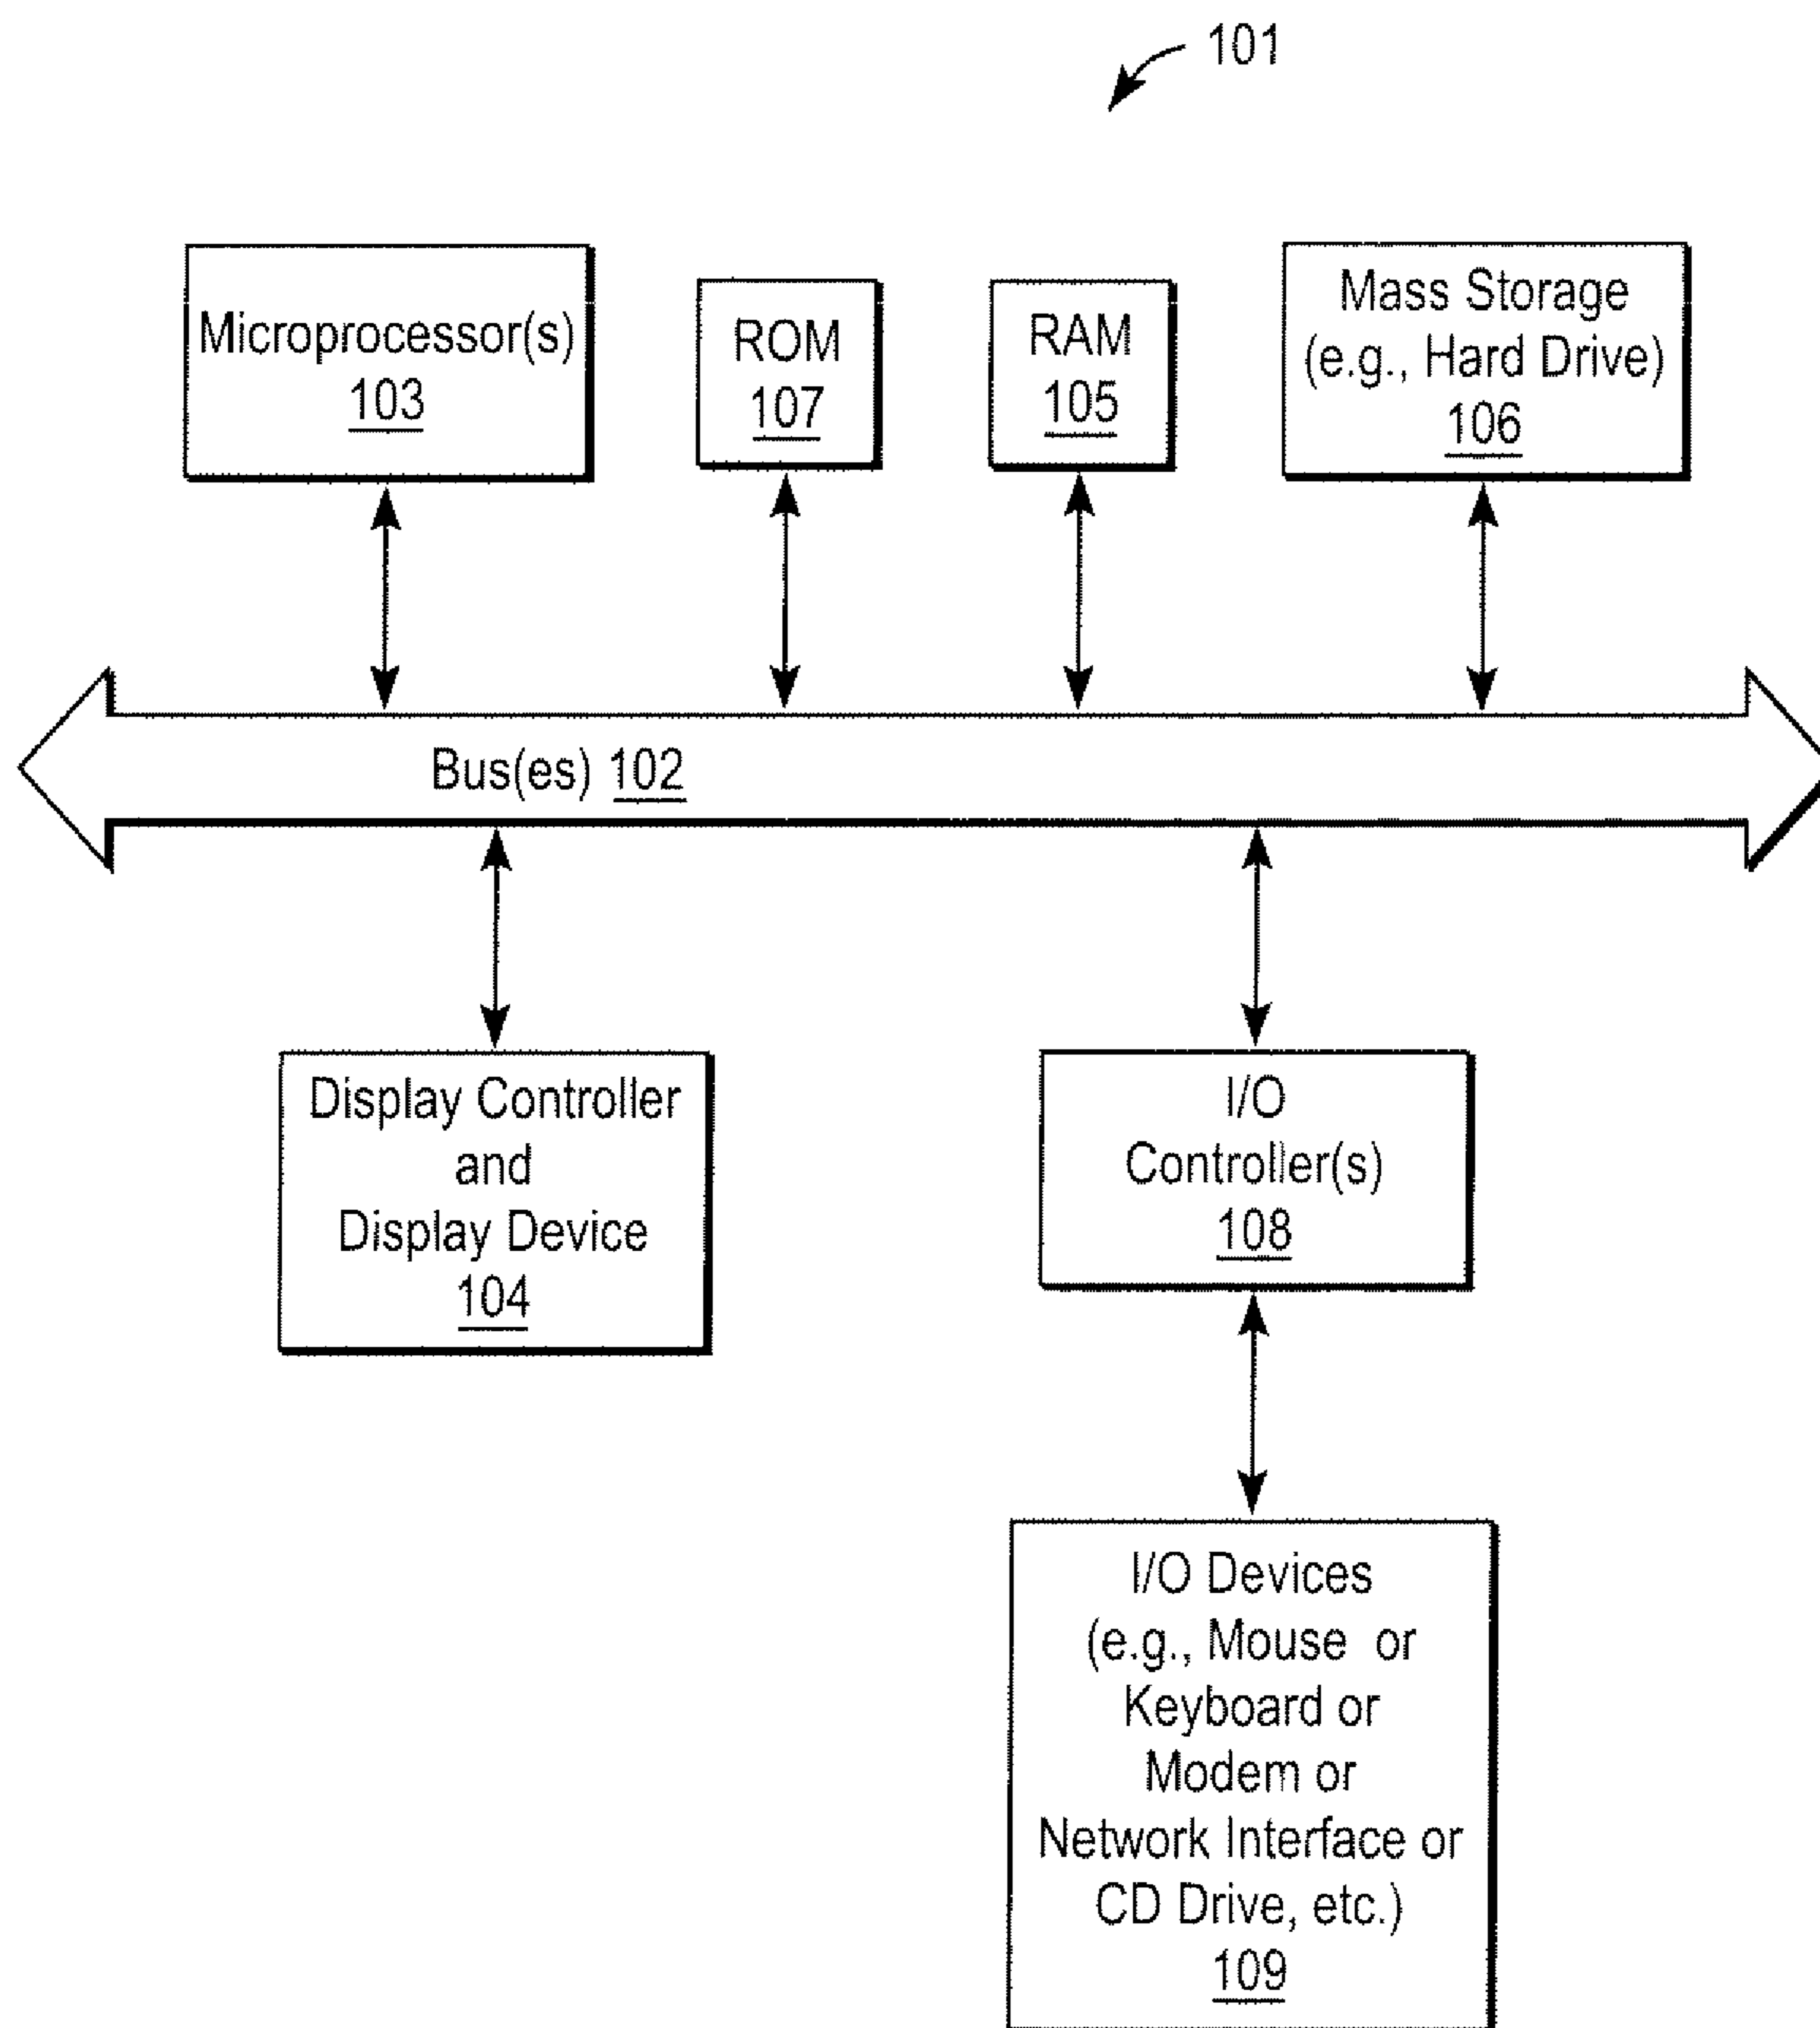 101
Microprocessor(s)
103
ROM
107
RAM
105
Mass Storage
(e.g., Hard Drive)
106
Bus(es) 102
Display Controller
and
Display Device
104
I/O
Controller(s)
108
I/O Devices
(e.g., Mouse or
Keyboard or
Modem or
Network Interface or
CD Drive, etc.)
109